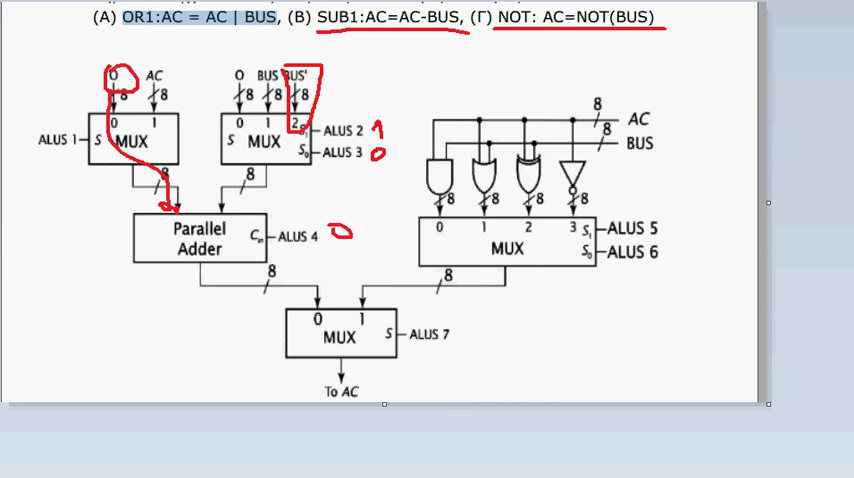 (A) OR1:AC = AC | BUS, (B) SUB1:AC=AC-BUS, (Γ) NOT: AC=NOT(BUS)
0 AC 0 BUS BUS'
8 8 8 8 8
0 1 0 1 2
ALUS 1 S MUX S MUX S₁ ALUS 2 1
S₀ ALUS 3 0
8 8
Parallel Adder Cin ALUS 4 0
8
8 AC
8 BUS
8 8 8 8
0 1 2 3 S₁ ALUS 5
MUX S₀ ALUS 6
8
0 1
MUX S ALUS 7
To AC